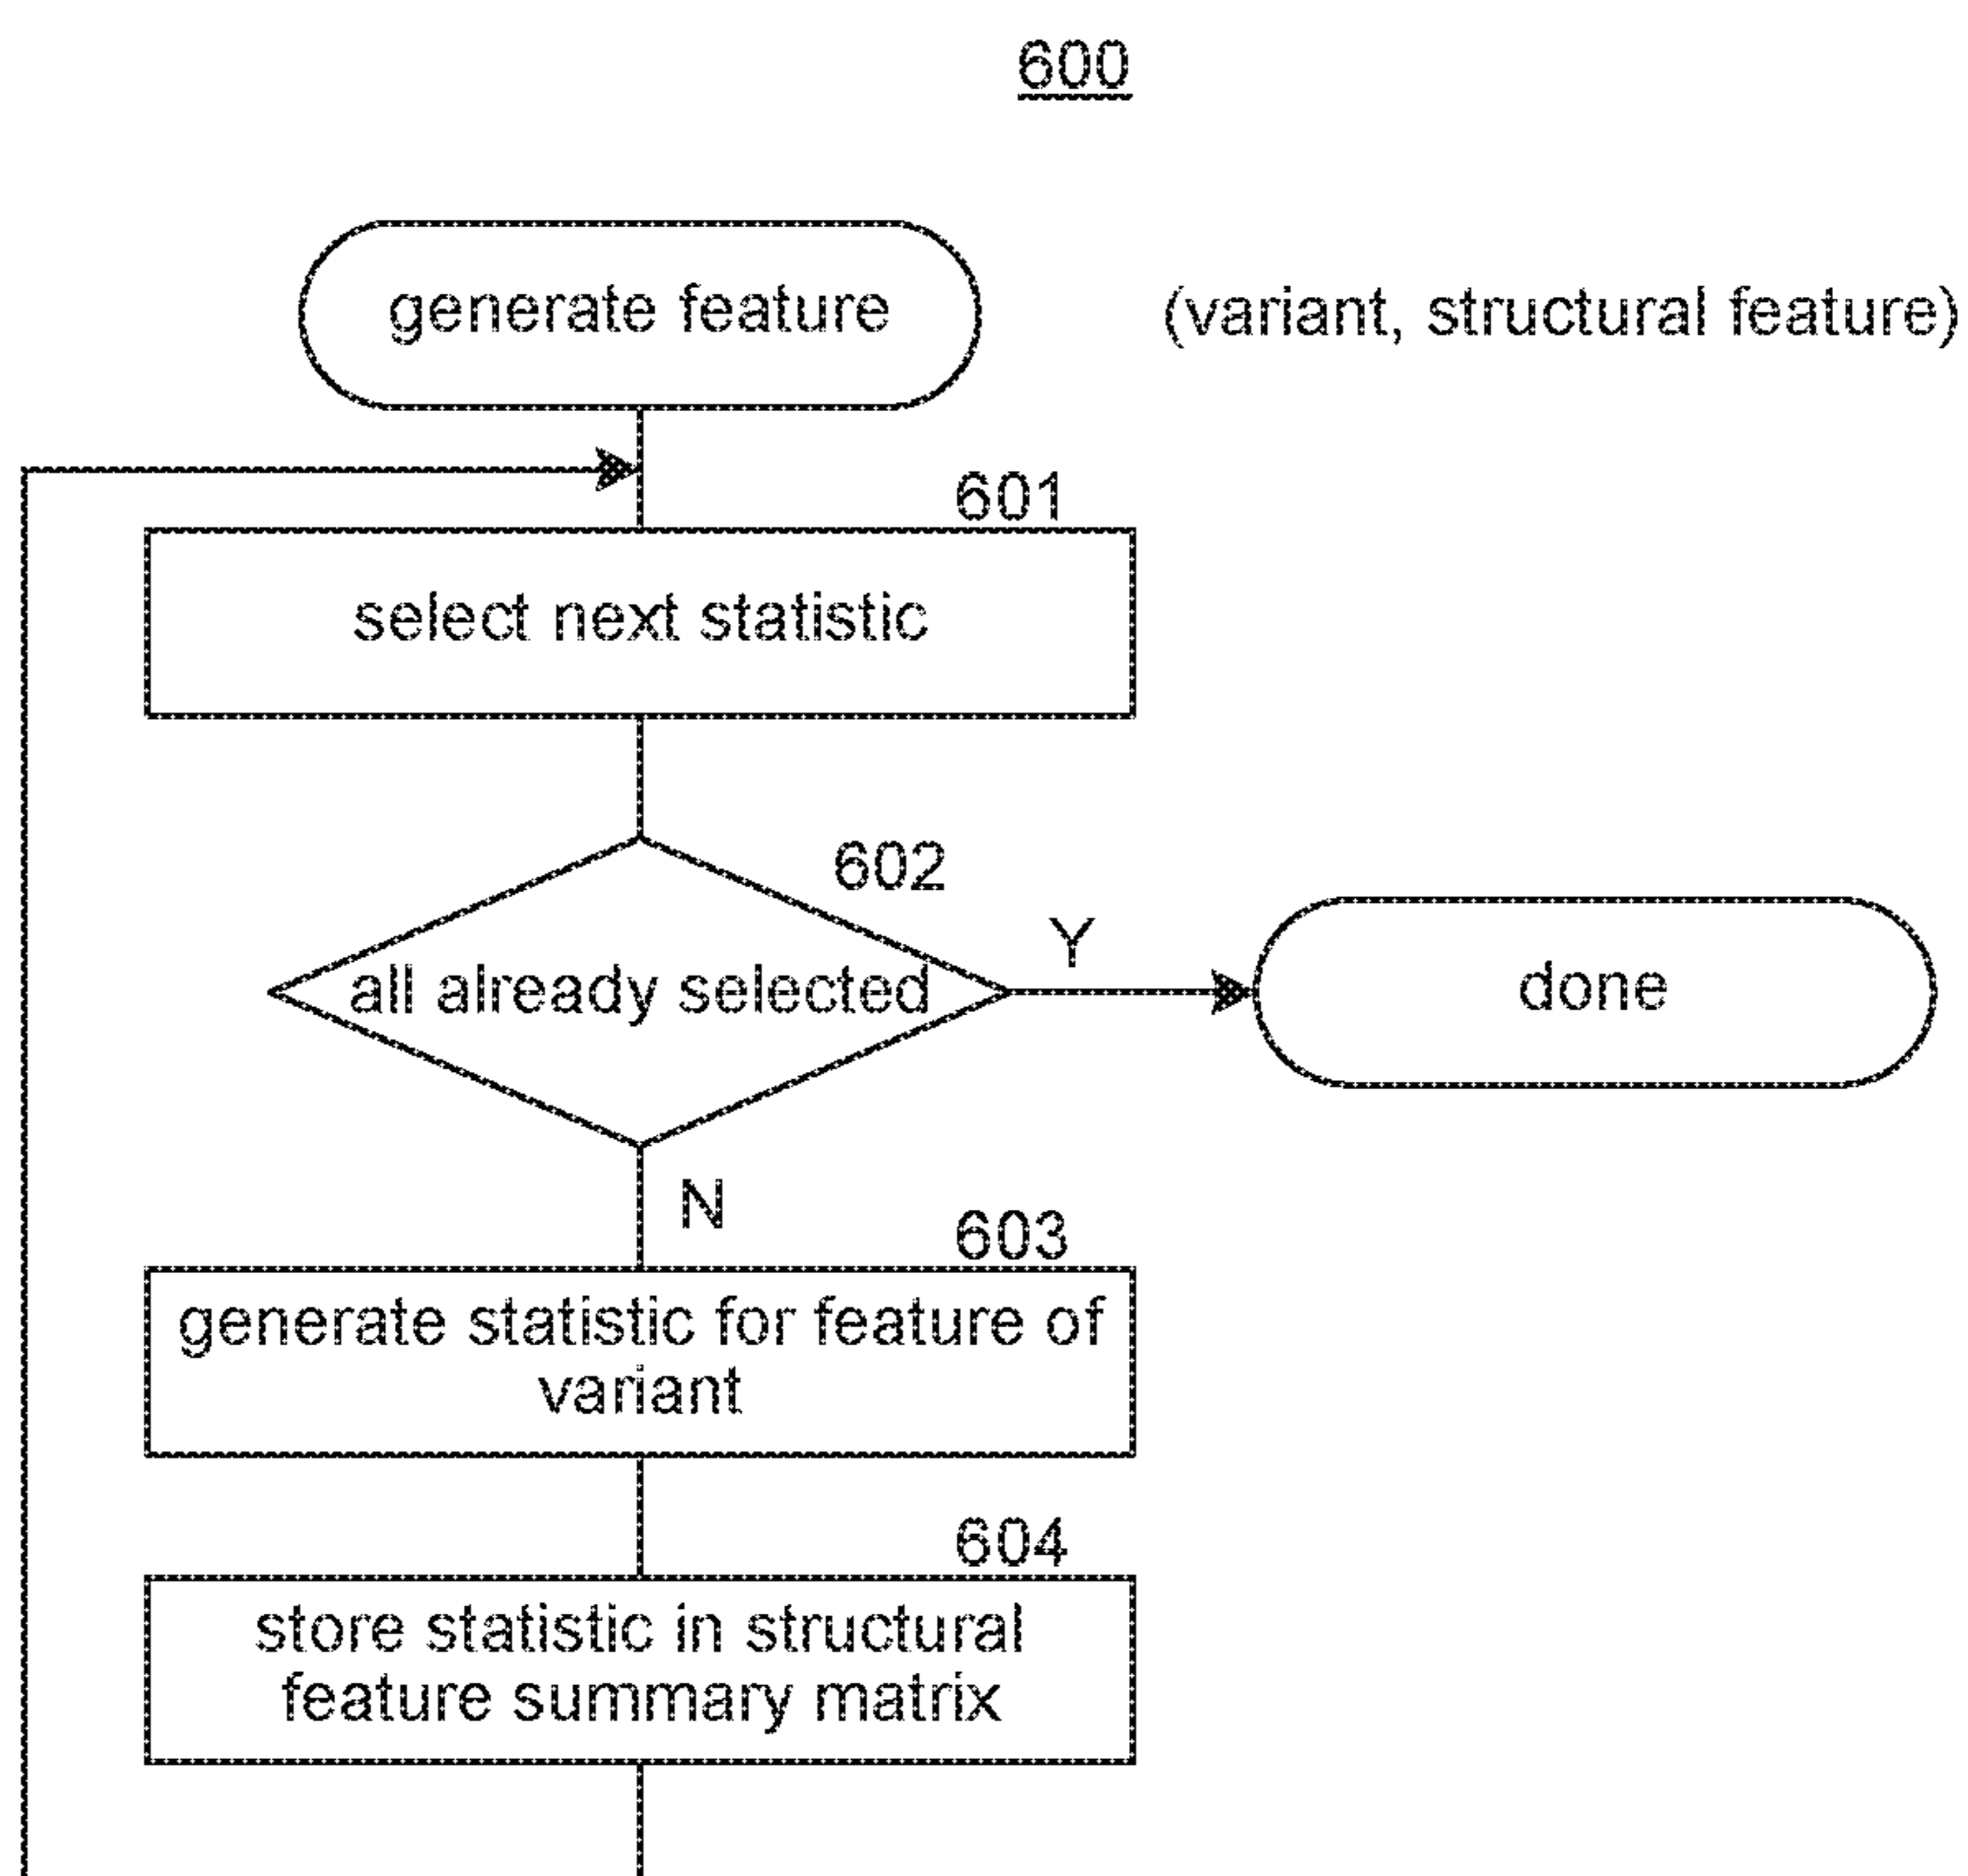 600
generate feature
(variant, structural feature)
601
select next statistic
602
all already selected
Y
done
N
603
generate statistic for feature of
variant
604
store statistic in structural
feature summary matrix